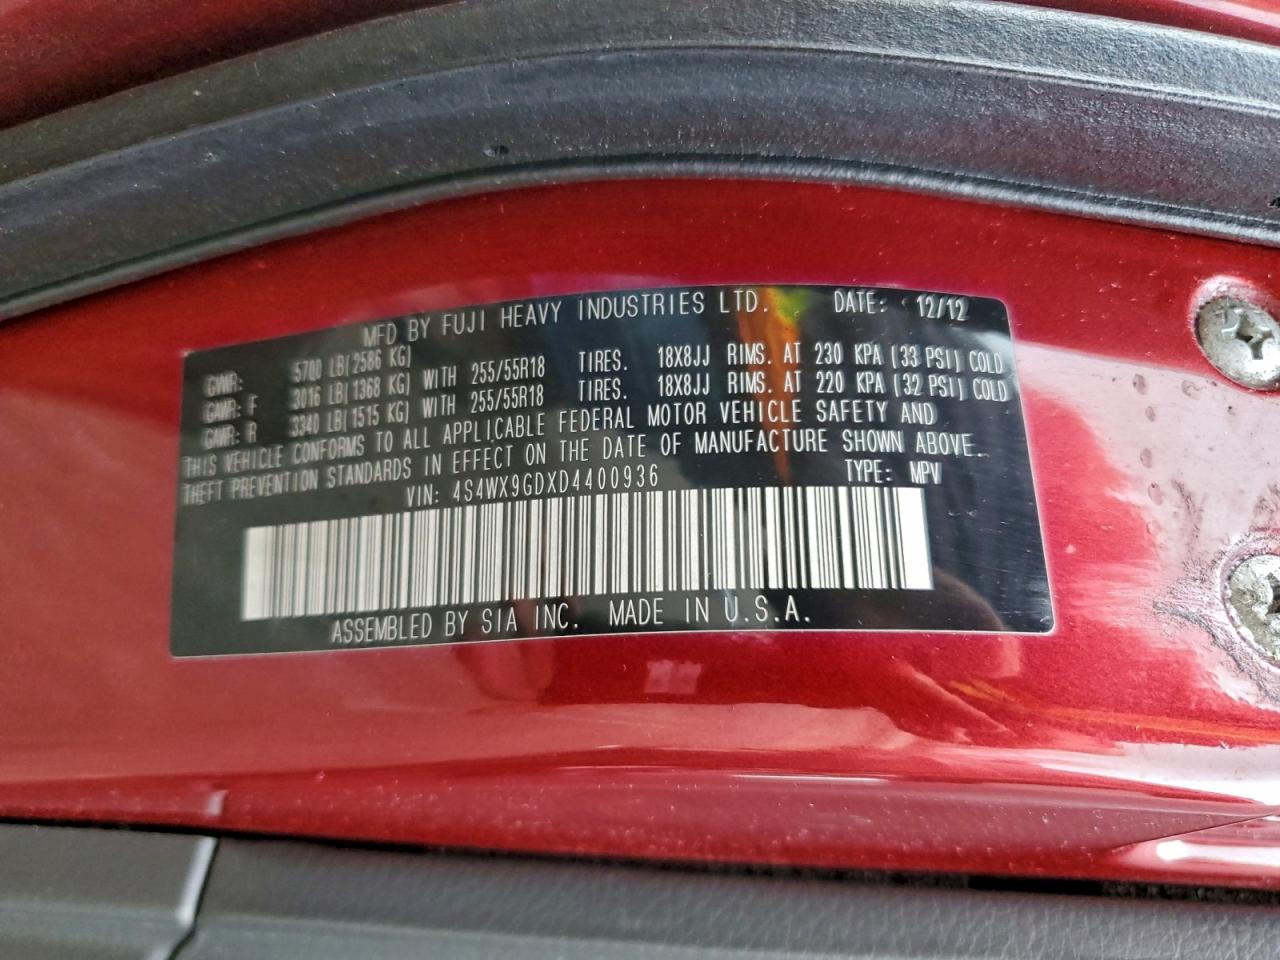 MFD BY FUJI HEAVY INDUSTRIES LTD. DATE: 12/12
GVWR: 5700 LB(2586 KG)
GAWR: F 3016 LB(1368 KG) WITH 255/55R18 TIRES. 18X8JJ RIMS. AT 230 KPA (33 PSI) COLD
GAWR: R 3340 LB(1515 KG) WITH 255/55R18 TIRES. 18X8JJ RIMS. AT 220 KPA (32 PSI) COLD
THIS VEHICLE CONFORMS TO ALL APPLICABLE FEDERAL MOTOR VEHICLE SAFETY AND
THEFT PREVENTION STANDARDS IN EFFECT ON THE DATE OF MANUFACTURE SHOWN ABOVE.
VIN: 4S4WX9GDXD4400936 TYPE: MPV
ASSEMBLED BY SIA INC. MADE IN U.S.A.